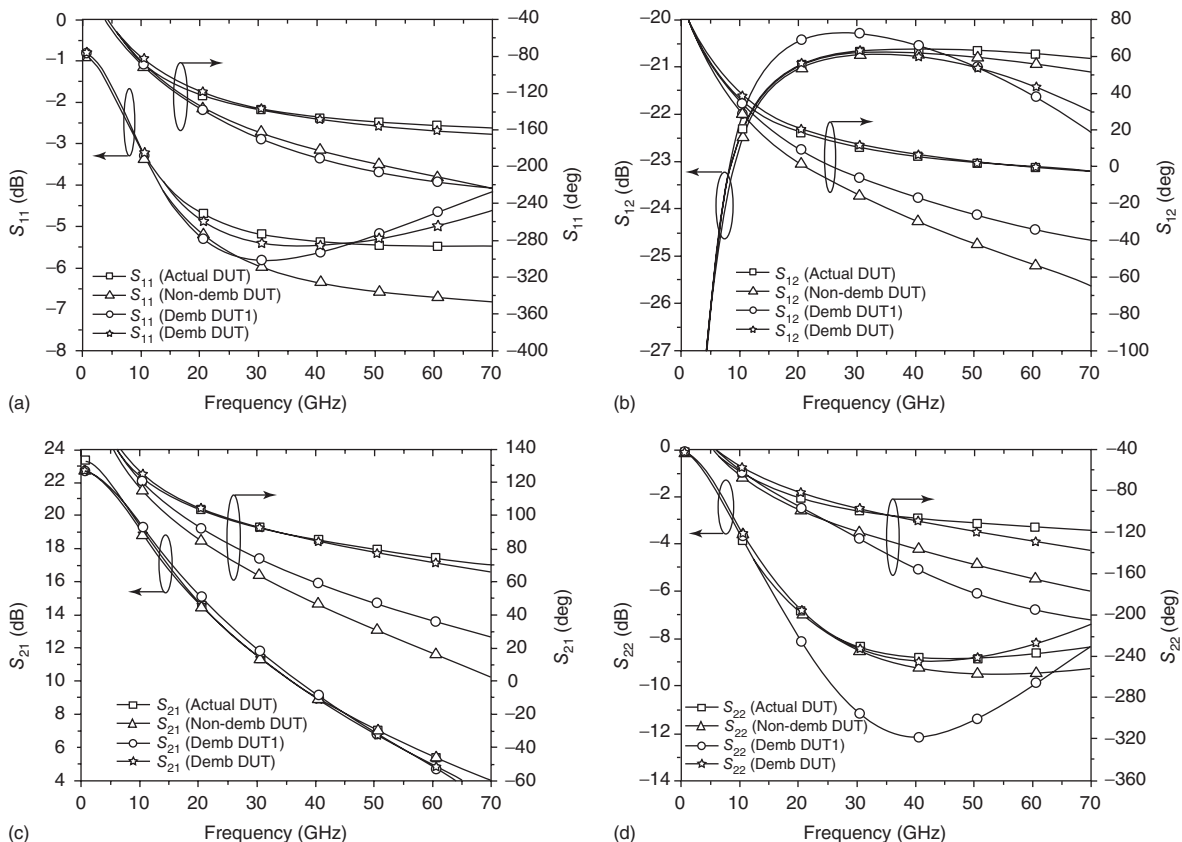 0
−1
−2
−3
−4
−5
−6
−7
−8
S11 (dB)
−40
−80
−120
−160
−200
−240
−280
−300
−340
−400
S11 (deg)
S11 (Actual DUT)
S11 (Non-demb DUT)
S11 (Demb DUT1)
S11 (Demb DUT)
0 10 20 30 40 50 60 70
Frequency (GHz)
(a)
−20
−21
−22
−23
−24
−25
−26
−27
S12 (dB)
80
60
40
20
0
−20
−40
−60
−80
−100
S12 (deg)
S12 (Actual DUT)
S12 (Non-demb DUT)
S12 (Demb DUT1)
S12 (Demb DUT)
0 10 20 30 40 50 60 70
Frequency (GHz)
(b)
24
22
20
18
16
14
12
10
8
6
4
S21 (dB)
140
120
100
80
60
40
20
0
−20
−40
−60
S21 (deg)
S21 (Actual DUT)
S21 (Non-demb DUT)
S21 (Demb DUT1)
S21 (Demb DUT)
0 10 20 30 40 50 60 70
Frequency (GHz)
(c)
0
−2
−4
−6
−8
−10
−12
−14
S22 (dB)
−40
−80
−120
−160
−200
−240
−280
−320
−360
S22 (deg)
S22 (Actual DUT)
S22 (Non-demb DUT)
S22 (Demb DUT1)
S22 (Demb DUT)
0 10 20 30 40 50 60 70
Frequency (GHz)
(d)